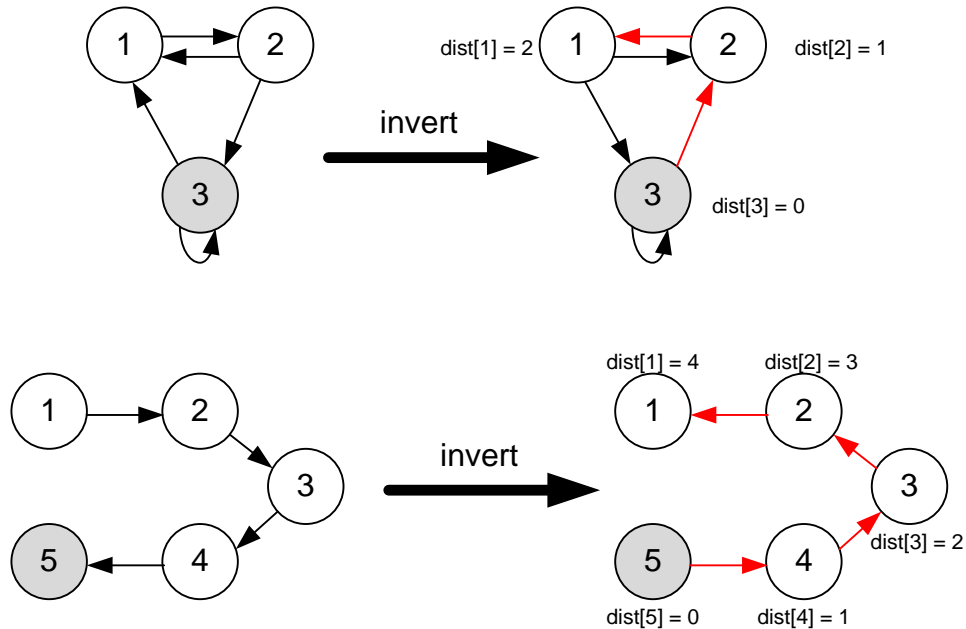 1
2
dist[1] = 2
1
2
dist[2] = 1
invert
3
3
dist[3] = 0
dist[1] = 4
dist[2] = 3
1
2
1
2
invert
3
3
5
4
5
4
dist[3] = 2
dist[5] = 0
dist[4] = 1